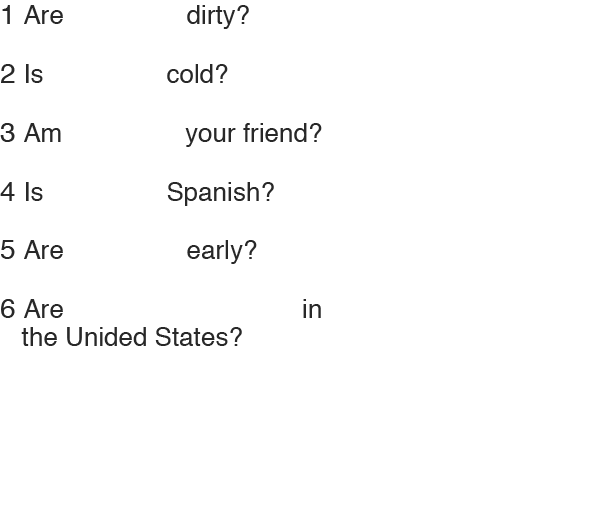 1 Are dirty?
2 Is cold?
3 Am your friend?
4 Is Spanish?
5 Are early?
6 Are in
the Unided States?